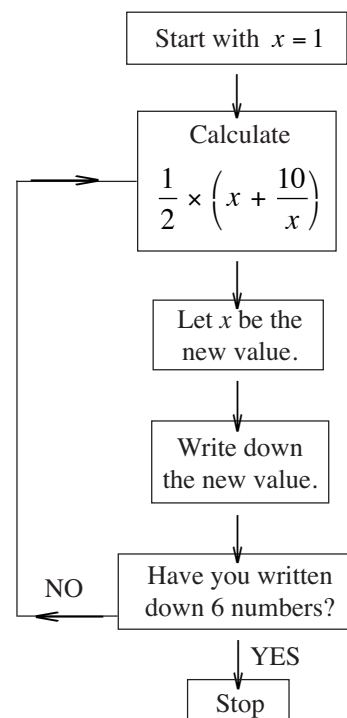 Start with x = 1
Calculate
1/2 × (x + 10/x)
Let x be the
new value.
Write down
the new value.
Have you written
down 6 numbers?
NO
YES
Stop